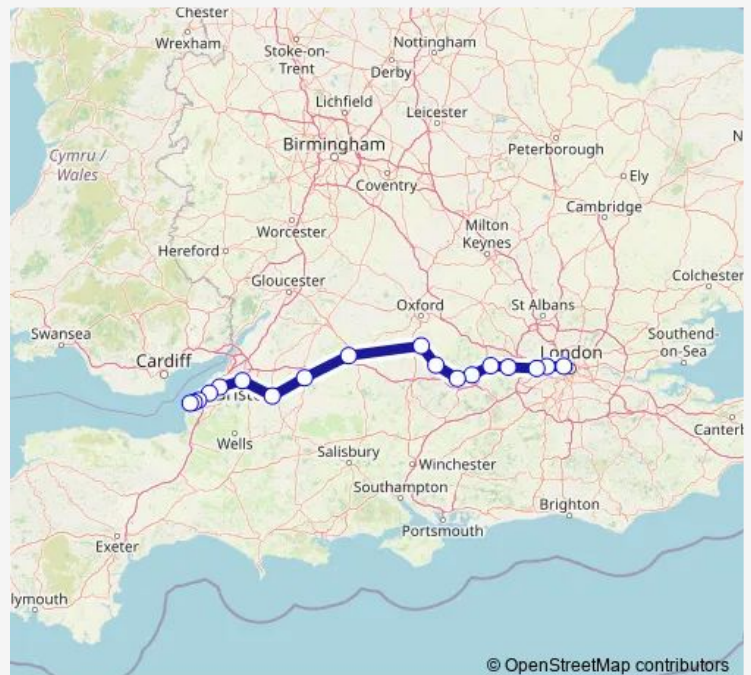 Chester
Wrexham
Stoke-on-
Trent
Nottingham
Derby
Lichfield
Leicester
Birmingham
Peterborough
Cymru /
Wales
Coventry
Ely
Cambridge
Worcester
Milton
Keynes
Hereford
Gloucester
Colchester
Oxford
St Albans
Swansea
Cardiff
London
Southend-
on-Sea
Wells
Salisbury
Winchester
Southampton
Portsmouth
Brighton
Exeter
lymouth
© OpenStreetMap contributors